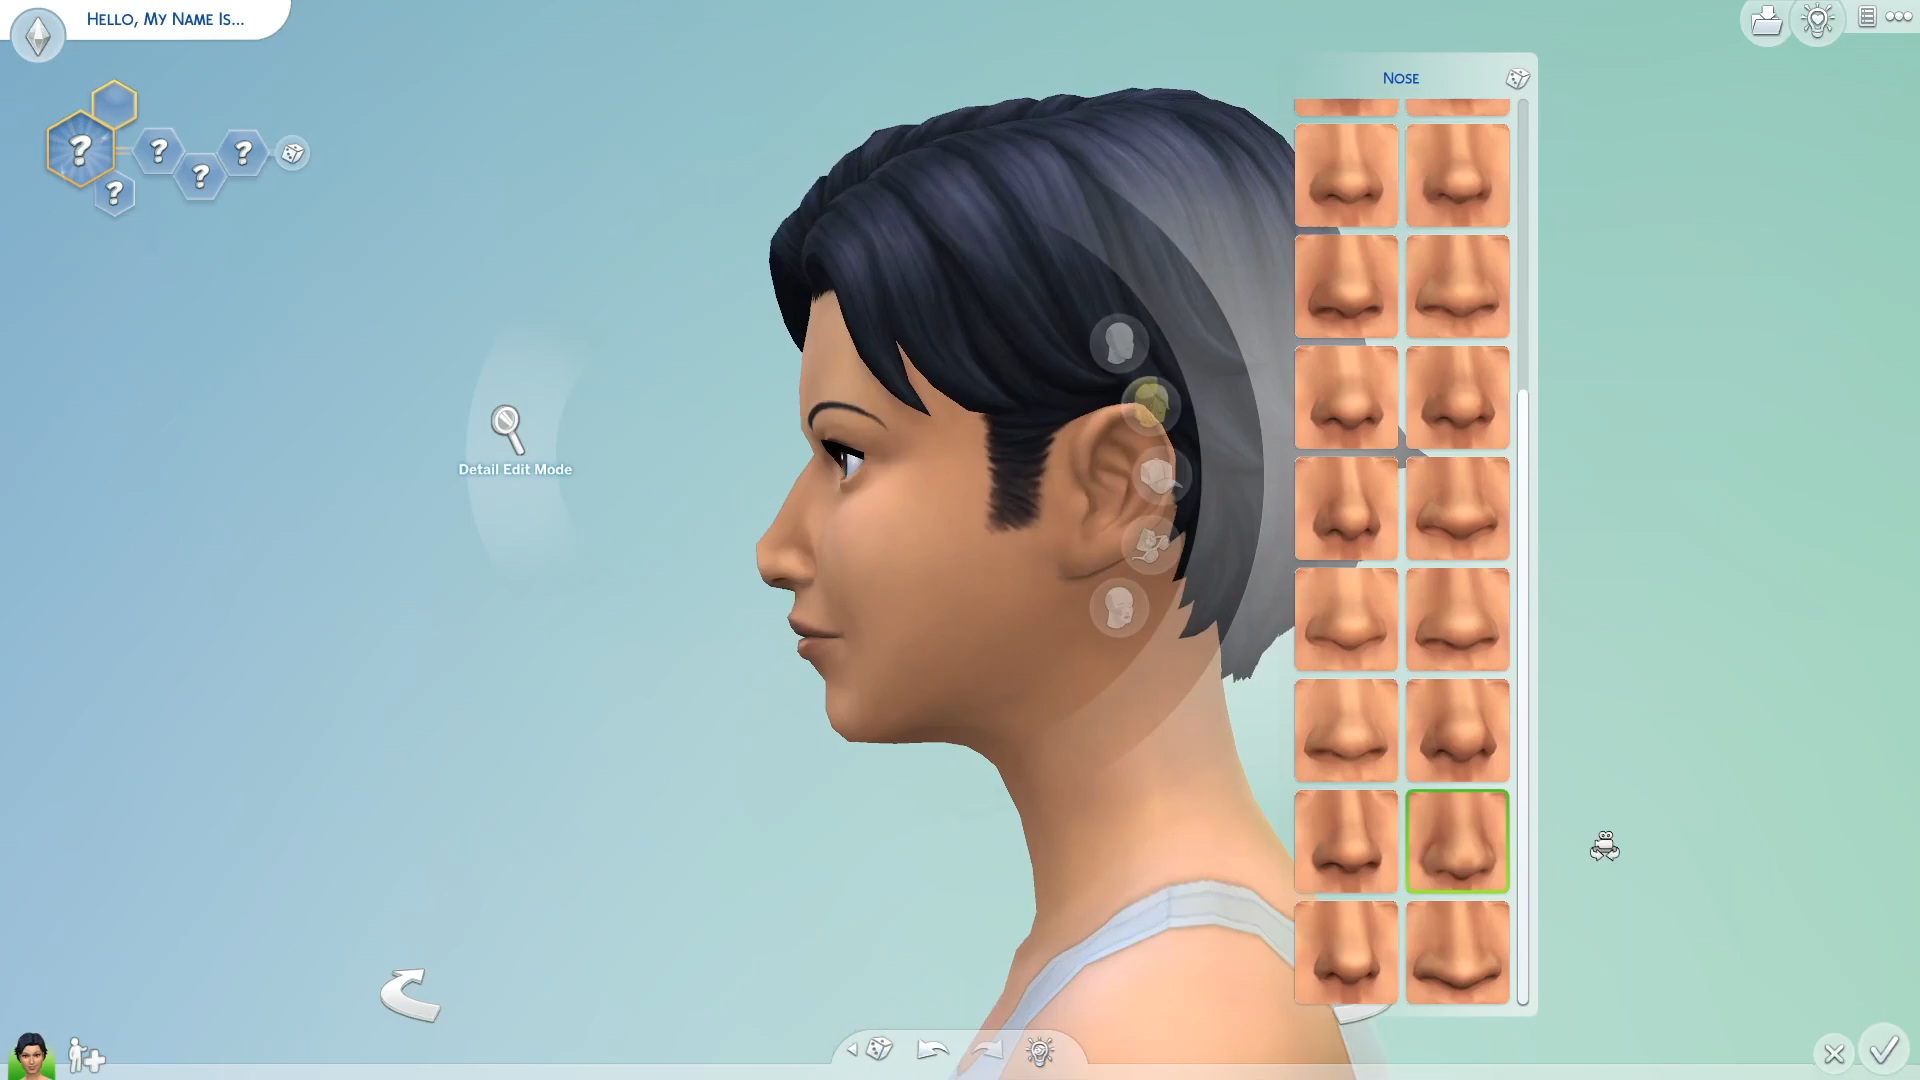 Hello, My Name Is...
Nose
Detail Edit Mode
? ? ? ? ?